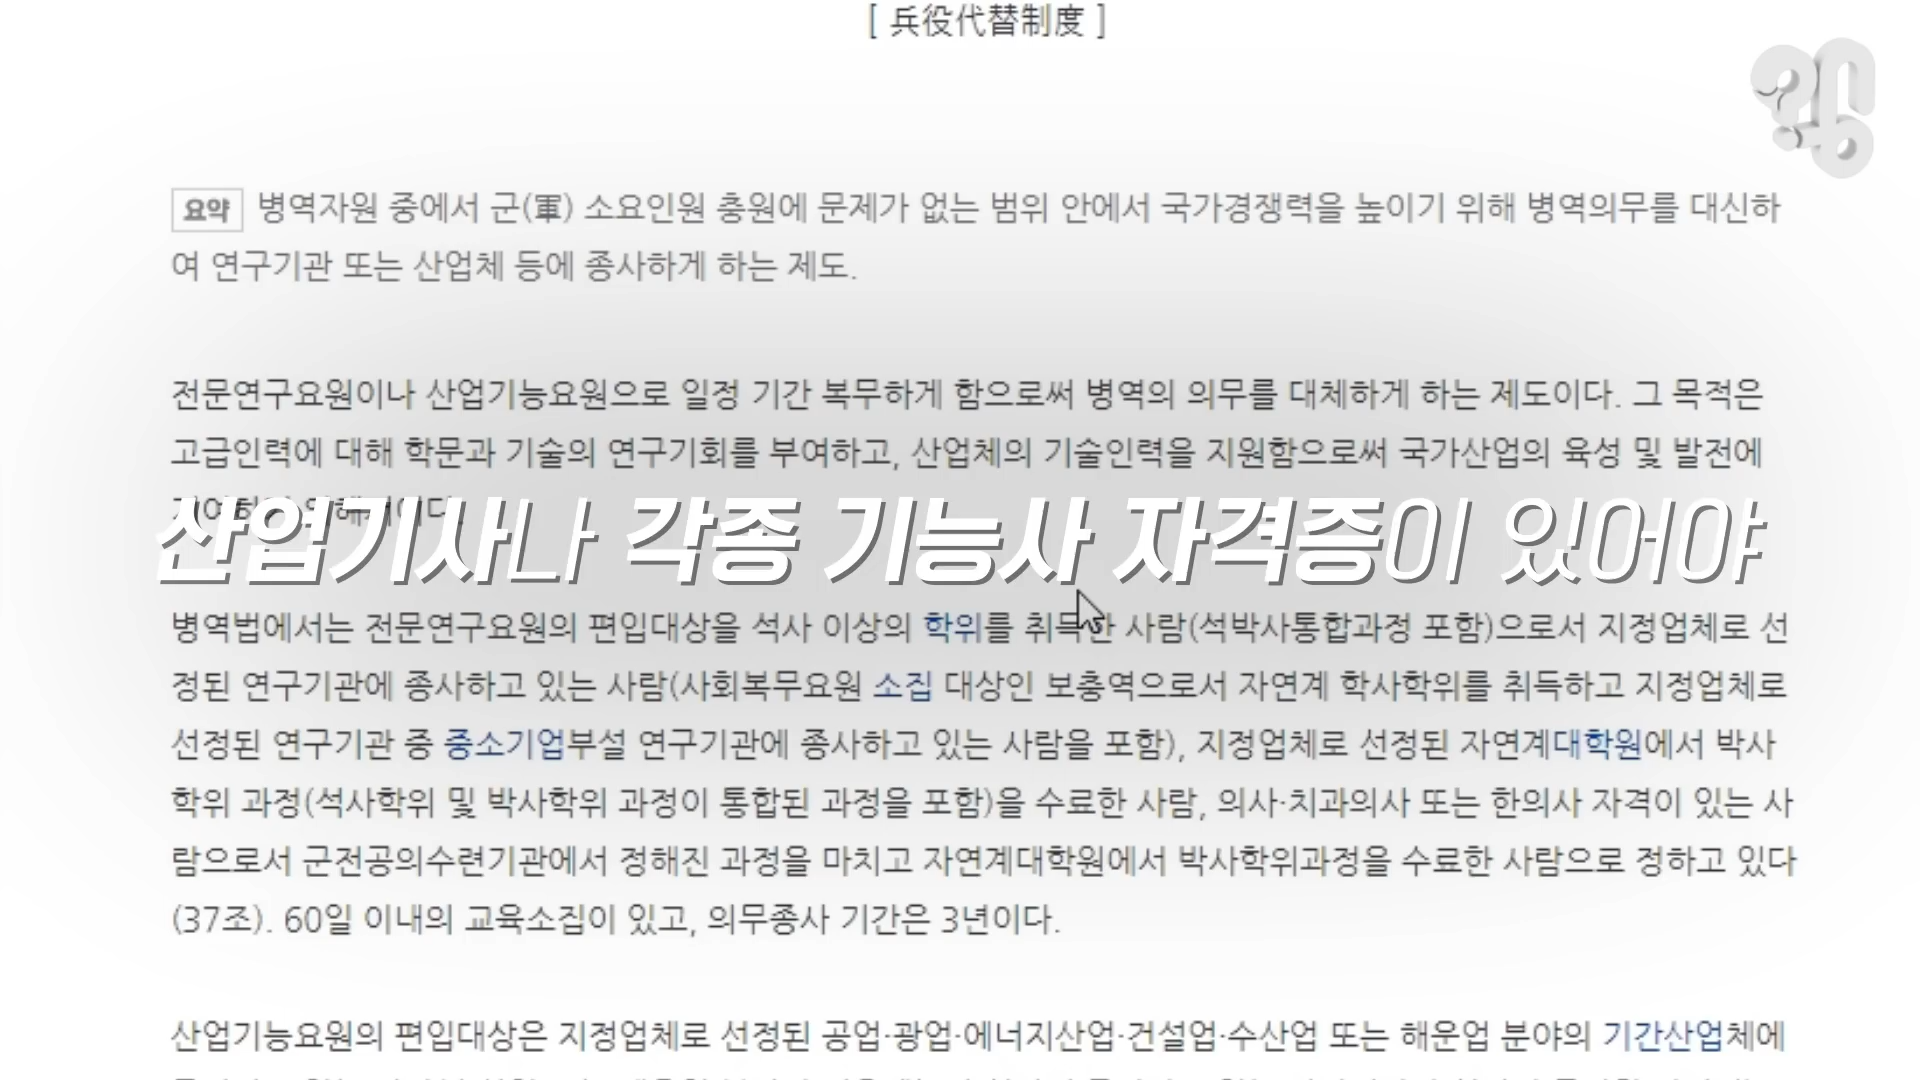 [ 兵役代替制度 ]
요약 병역자원 중에서 군(軍) 소요인원 충원에 문제가 없는 범위 안에서 국가경쟁력을 높이기 위해 병역의무를 대신하
여 연구기관 또는 산업체 등에 종사하게 하는 제도.
전문연구요원이나 산업기능요원으로 일정 기간 복무하게 함으로써 병역의 의무를 대체하게 하는 제도이다. 그 목적은
고급인력에 대해 학문과 기술의 연구기회를 부여하고, 산업체의 기술인력을 지원함으로써 국가산업의 육성 및 발전에
산업기사나 각종 기능사 자격증이 있어야
병역법에서는 전문연구요원의 편입대상을 석사 이상의 학위를 취득한 사람(석박사통합과정 포함)으로서 지정업체로 선
정된 연구기관에 종사하고 있는 사람(사회복무요원 소집 대상인 보충역으로서 자연계 학사학위를 취득하고 지정업체로
선정된 연구기관 중 중소기업부설 연구기관에 종사하고 있는 사람을 포함), 지정업체로 선정된 자연계대학원에서 박사
학위 과정(석사학위 및 박사학위 과정이 통합된 과정을 포함)을 수료한 사람, 의사·치과의사 또는 한의사 자격이 있는 사
람으로서 군전공의수련기관에서 정해진 과정을 마치고 자연계대학원에서 박사학위과정을 수료한 사람으로 정하고 있다
(37조). 60일 이내의 교육소집이 있고, 의무종사 기간은 3년이다.
산업기능요원의 편입대상은 지정업체로 선정된 공업·광업·에너지산업·건설업·수산업 또는 해운업 분야의 기간산업체에